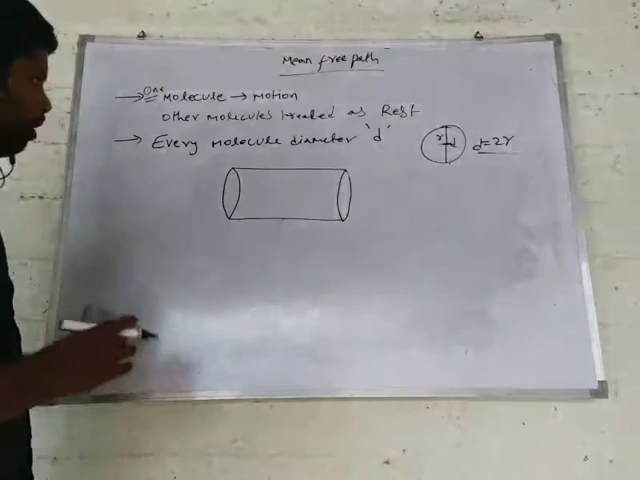 Mean free path
→ One Molecule → Motion
other molecules treated as Rest
→ Every molecule diameter 'd'
r d d=2r